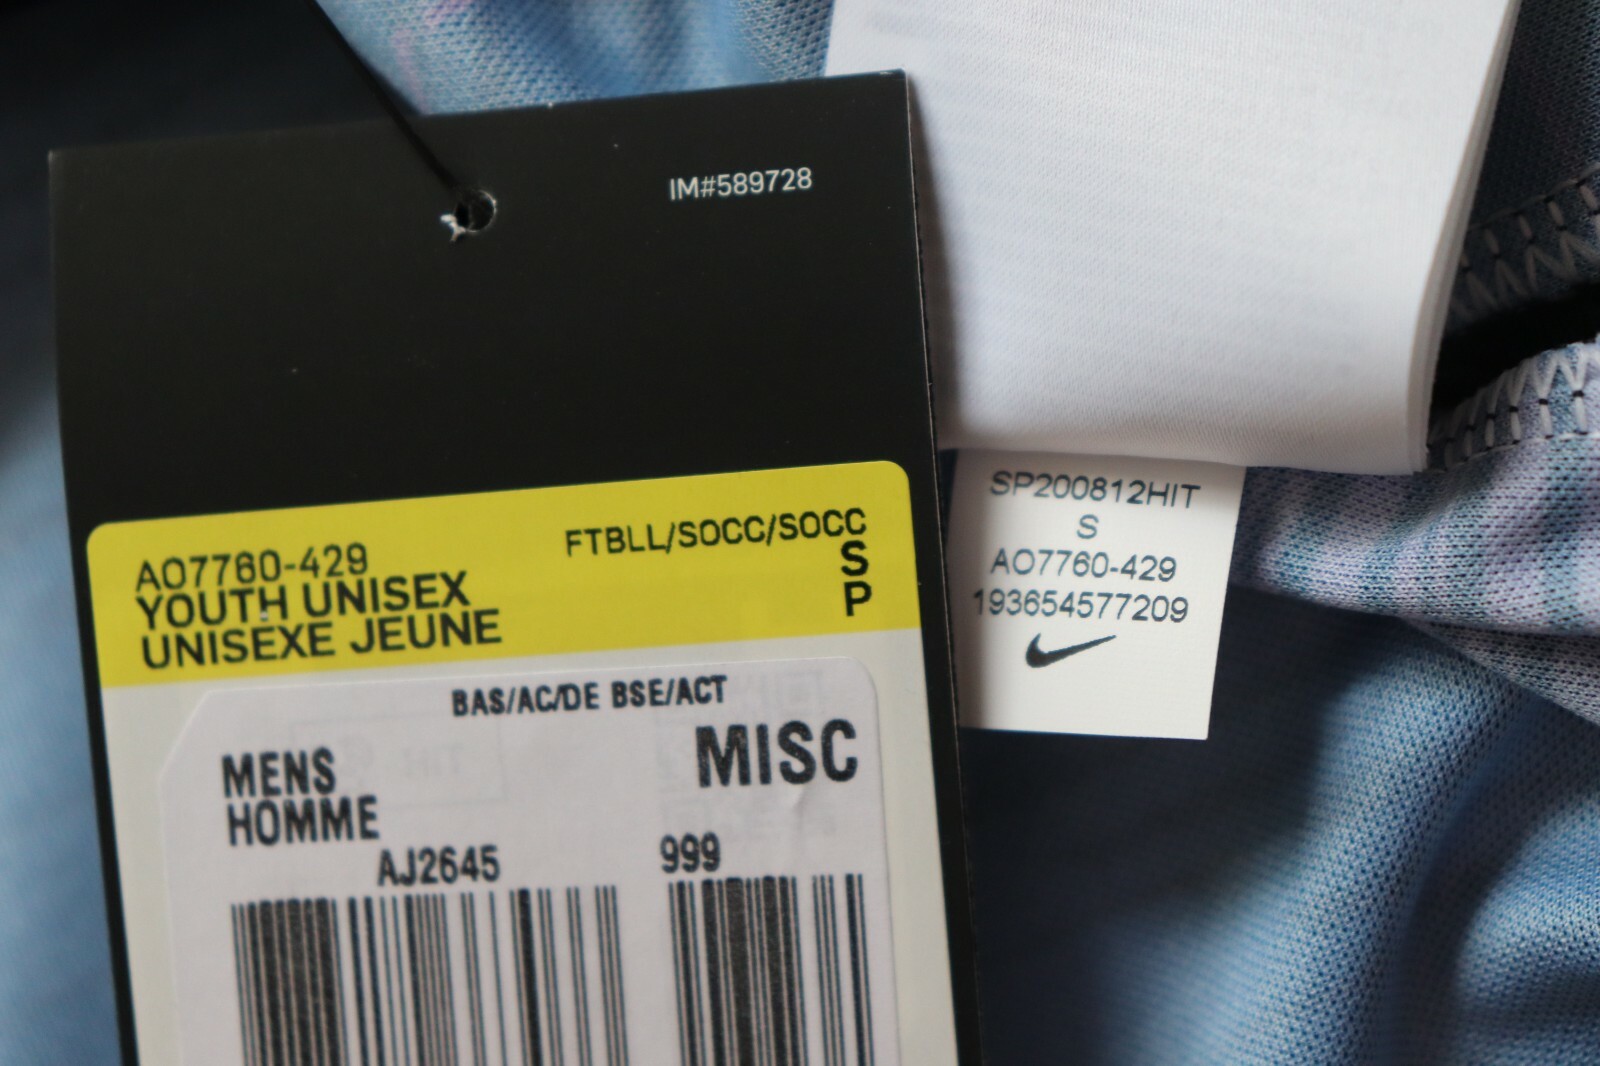 IM#589728
AO7760-429
FTBLL/SOCC/SOCC
YOUTH UNISEX
S
UNISEXE JEUNE
P
BAS/AC/DE BSE/ACT
MENS
MISC
HOMME
AJ2645
999
SP200812HIT
S
AO7760-429
193654577209